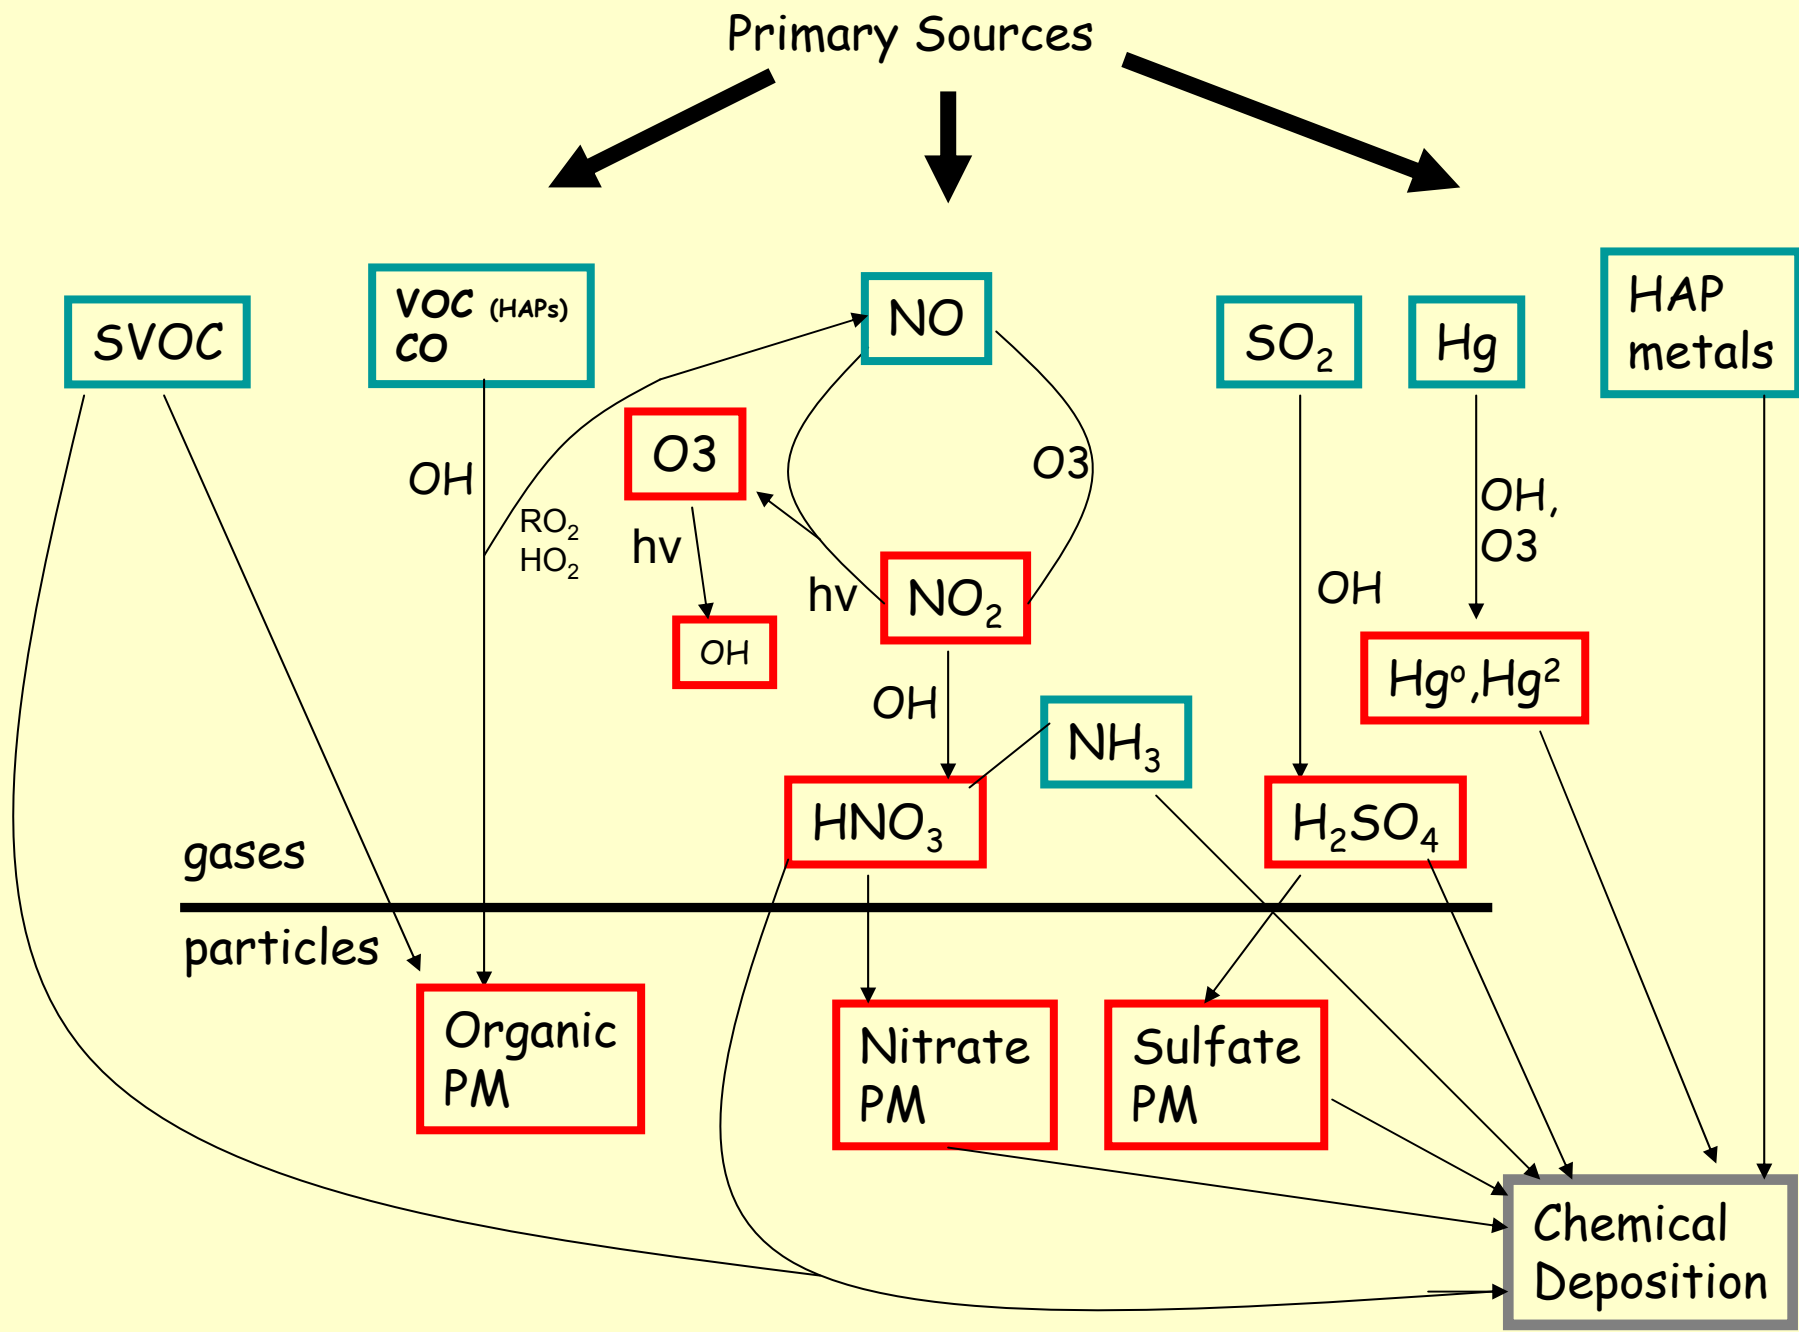 Primary Sources
SVOC
VOC (HAPs)
CO
NO
SO₂
Hg
HAP
metals
O3
OH
RO₂
HO₂
hv
O3
OH,
O3
hv
NO₂
OH
OH
OH
Hgº,Hg²
NH₃
HNO₃
H₂SO₄
gases
particles
Organic
PM
Nitrate
PM
Sulfate
PM
Chemical
Deposition